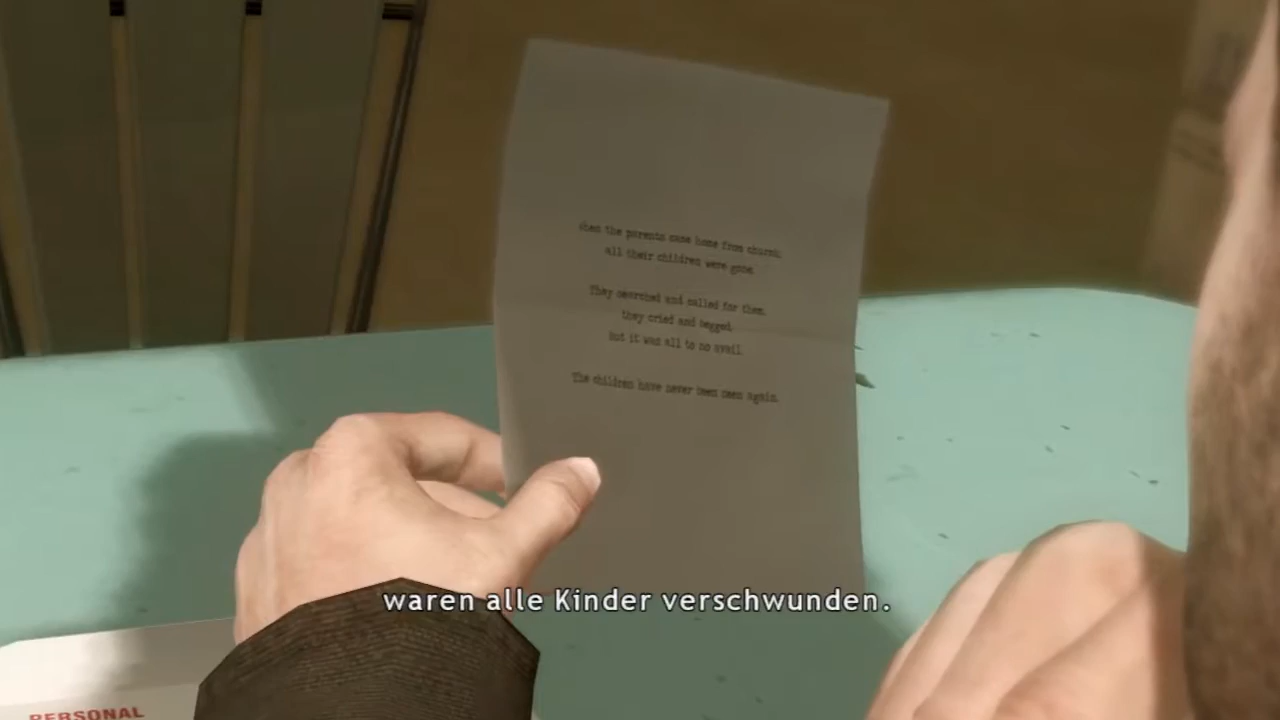 When the parents came home from church,
all their children were gone.
They searched and called for them,
they cried and begged,
but it was all to no avail.
The children have never been seen again.
waren alle Kinder verschwunden.
PERSONAL